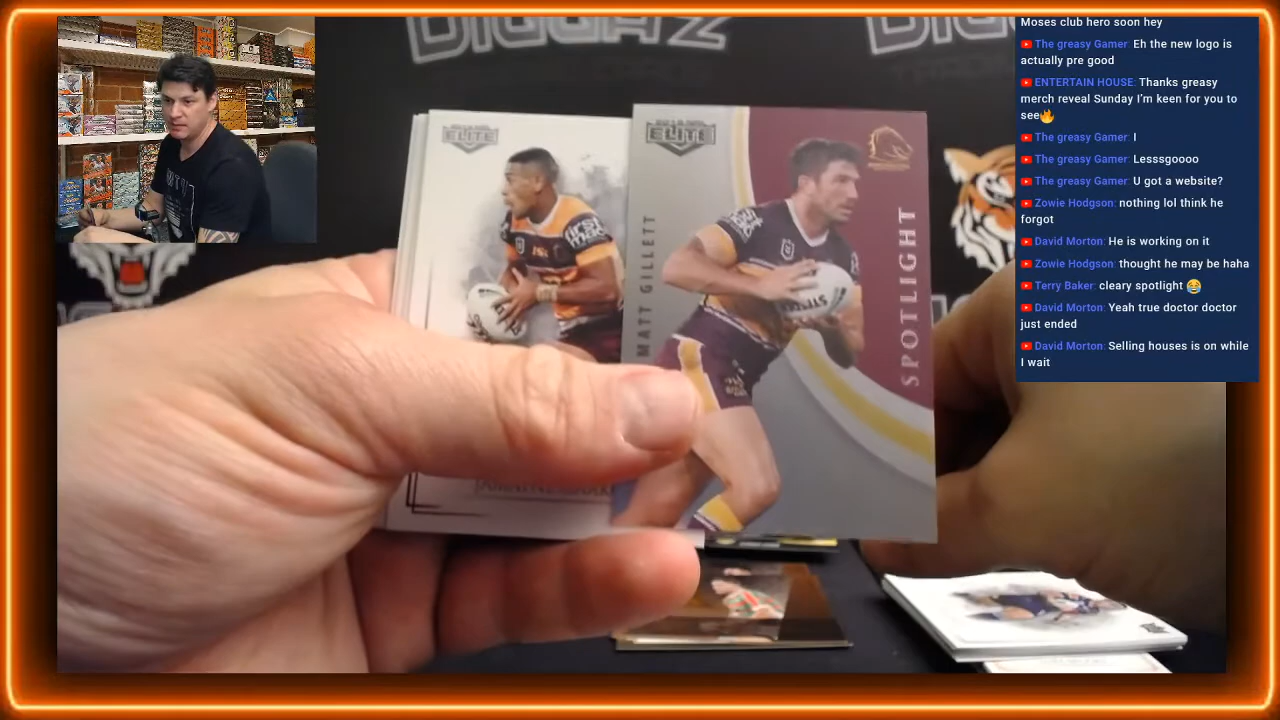 DIGGAZ
ELITE
ELITE
MATT GILLETT
SPOTLIGHT
Moses club hero soon hey
The greasy Gamer: Eh the new logo is
actually pre good
ENTERTAIN HOUSE: Thanks greasy
merch reveal Sunday I'm keen for you to
see🔥
The greasy Gamer: I
The greasy Gamer: Lesssgoooo
The greasy Gamer: U got a website?
Zowie Hodgson: nothing lol think he
forgot
David Morton: He is working on it
Zowie Hodgson: thought he may be haha
Terry Baker: cleary spotlight 😂
David Morton: Yeah true doctor doctor
just ended
David Morton: Selling houses is on while
I wait